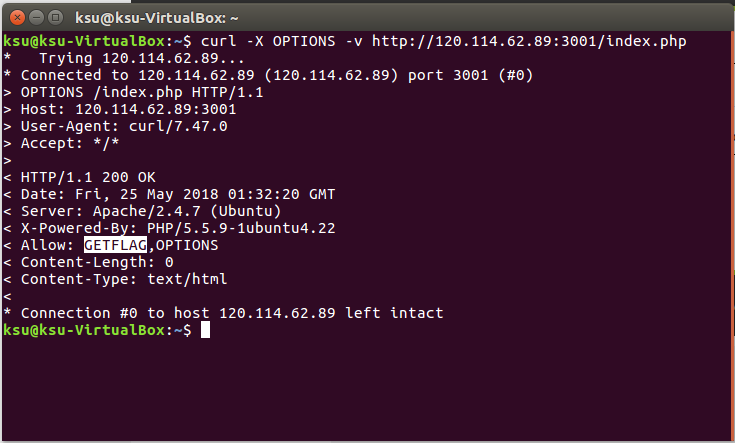 ksu@ksu-VirtualBox: ~
ksu@ksu-VirtualBox:~$ curl -X OPTIONS -v http://120.114.62.89:3001/index.php
*   Trying 120.114.62.89...
* Connected to 120.114.62.89 (120.114.62.89) port 3001 (#0)
> OPTIONS /index.php HTTP/1.1
> Host: 120.114.62.89:3001
> User-Agent: curl/7.47.0
> Accept: */*
>
< HTTP/1.1 200 OK
< Date: Fri, 25 May 2018 01:32:20 GMT
< Server: Apache/2.4.7 (Ubuntu)
< X-Powered-By: PHP/5.5.9-1ubuntu4.22
< Allow: GETFLAG,OPTIONS
< Content-Length: 0
< Content-Type: text/html
<
* Connection #0 to host 120.114.62.89 left intact
ksu@ksu-VirtualBox:~$